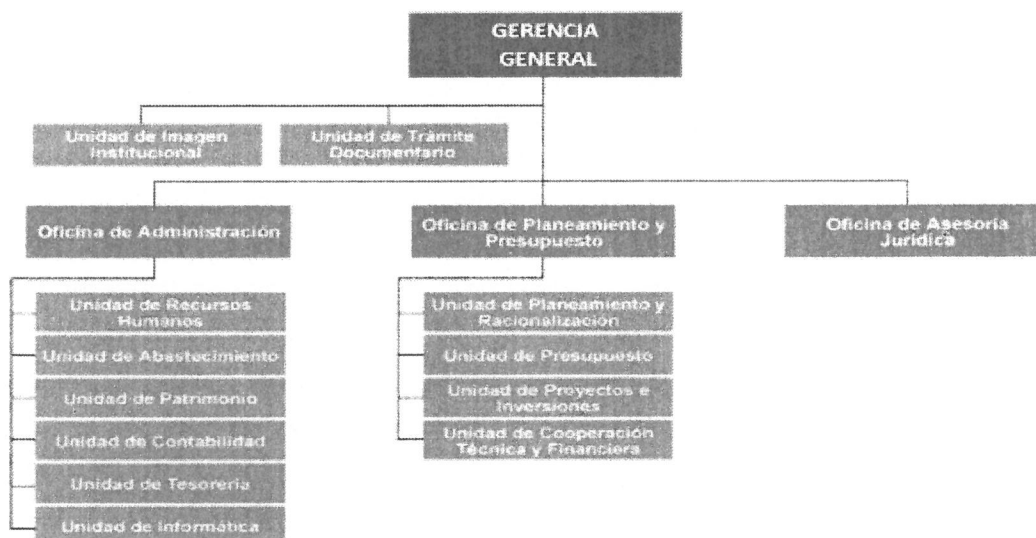 GERENCIA
GENERAL
Unidad de Imagen
Institucional
Unidad de Trámite
Documentario
Oficina de Administración
Oficina de Planeamiento y
Presupuesto
Oficina de Asesoría
Jurídica
Unidad de Recursos
Humanos
Unidad de Abastecimiento
Unidad de Patrimonio
Unidad de Contabilidad
Unidad de Tesorería
Unidad de Informática
Unidad de Planeamiento y
Racionalización
Unidad de Presupuesto
Unidad de Proyectos e
Inversiones
Unidad de Cooperación
Técnica y Financiera